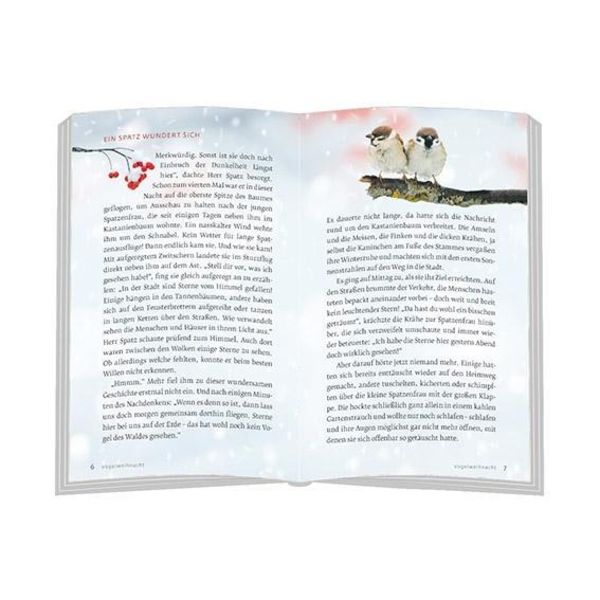 EIN SPATZ WUNDERT SICH
Merkwürdig. Sonst ist sie doch nach
Einbruch der Dunkelheit längst
hier“, dachte Herr Spatz besorgt.
Schon zum vierten Mal war er in dieser
Nacht auf die oberste Spitze des Baumes
geflogen, um Ausschau zu halten nach der jungen
Spatzenfrau, die seit einigen Tagen neben ihm im
Kastanienbaum wohnte. Ein nasskalter Wind wehte
ihm um den Schnabel. Kein Wetter für lange Spat-
zenausflüge! Dann endlich kam sie. Und wie sie kam!
Mit aufgeregtem Zwitschern landete sie im Sturzflug
direkt neben ihm auf dem Ast. „Stell dir vor, was ich
gesehen habe!“, fing sie gleich aufgeregt an zu erzäh-
len: „In der Stadt sind Sterne vom Himmel gefallen!
Einige hängen in den Tannenbäumen, andere haben
sich auf den Fensterbrettern aufgereiht oder tanzen
in langen Ketten über den Straßen. Wie verwandelt
sehen die Menschen und Häuser in ihrem Licht aus.“
Herr Spatz schaute prüfend zum Himmel. Auch dort
waren zwischen den Wolken einige Sterne zu sehen.
Ob allerdings welche fehlten, konnte er beim besten
Willen nicht erkennen.
„Hmmm.“ Mehr fiel ihm zu dieser wundersamen
Geschichte erstmal nicht ein. Und nach einigen Minu-
ten des Nachdenkens: „Wenn es denn so ist, dann lass
uns doch morgen gemeinsam dorthin fliegen. Sterne
hier bei uns auf der Erde – das hat wohl noch kein Vo-
gel des Waldes gesehen.“
6 Vogelweihnacht
Es dauerte nicht lange, da hatte sich die Nachricht
rund um den Kastanienbaum verbreitet. Die Amseln
und die Meisen, die Finken und die dicken Krähen, ja
selbst die Kaninchen am Fuße des Stammes vergaßen
ihre Winterruhe und machten sich mit den ersten Son-
nenstrahlen auf den Weg in die Stadt.
Es ging auf Mittag zu, als sie ihr Ziel erreichten. Auf
den Straßen brummte der Verkehr, die Menschen has-
teten bepackt aneinander vorbei – doch weit und breit
kein leuchtender Stern! „Da hast du wohl ein bisschen
geträumt“, krächzte die Krähe zur Spatzenfrau hinü-
ber, die sich verzweifelt umschaute und immer wie-
der beteuerte: „Ich habe die Sterne hier gestern Abend
doch wirklich gesehen!“
Aber darauf hörte jetzt niemand mehr. Einige hat-
ten sich bereits enttäuscht wieder auf den Heimweg
gemacht, andere tuschelten, kicherten oder schimpf-
ten über die kleine Spatzenfrau mit der großen Klap-
pe. Die hockte schließlich ganz allein in einem kahlen
Gartenstrauch und wollte nur noch schlafen – schlafen
und ihre Augen möglichst gar nicht mehr öffnen, mit
denen sie sich offenbar so getäuscht hatte.
Vogelweihnacht 7